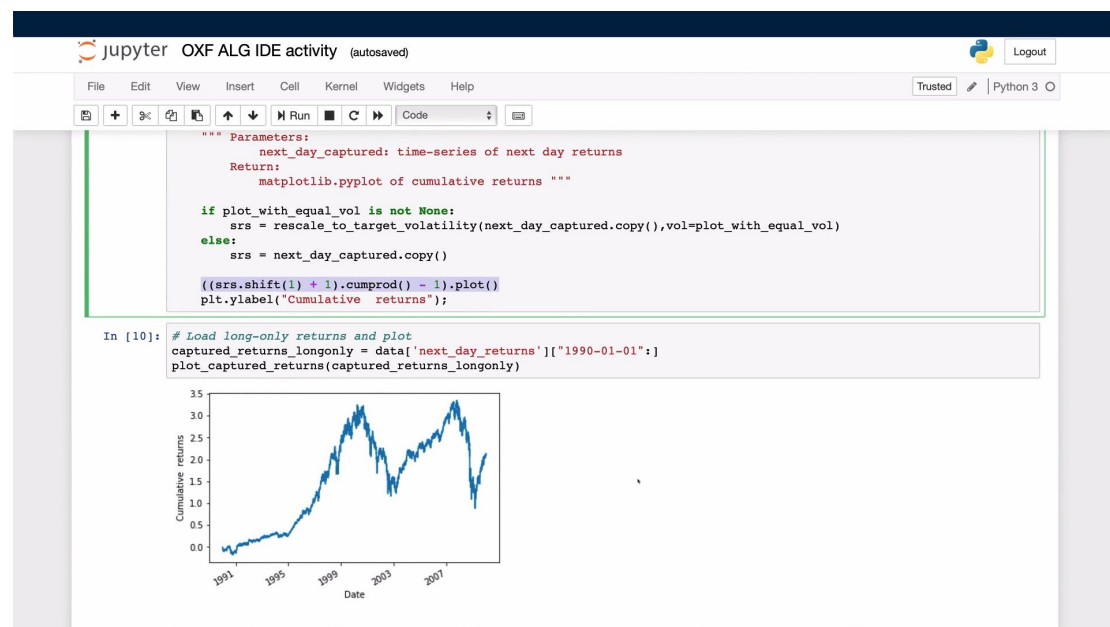 jupyter OXF ALG IDE activity (autosaved)
Logout
File Edit View Insert Cell Kernel Widgets Help
Trusted Python 3
Run Code
""" Parameters:
next_day_captured: time-series of next day returns
Return:
matplotlib.pyplot of cumulative returns """
if plot_with_equal_vol is not None:
srs = rescale_to_target_volatility(next_day_captured.copy(),vol=plot_with_equal_vol)
else:
srs = next_day_captured.copy()
((srs.shift(1) + 1).cumprod() - 1).plot()
plt.ylabel("Cumulative  returns");
In [10]: # Load long-only returns and plot
captured_returns_longonly = data['next_day_returns']["1990-01-01":]
plot_captured_returns(captured_returns_longonly)
3.5
3.0
2.5
2.0
1.5
1.0
0.5
0.0
Cumulative returns
1991 1995 1999 2003 2007
Date